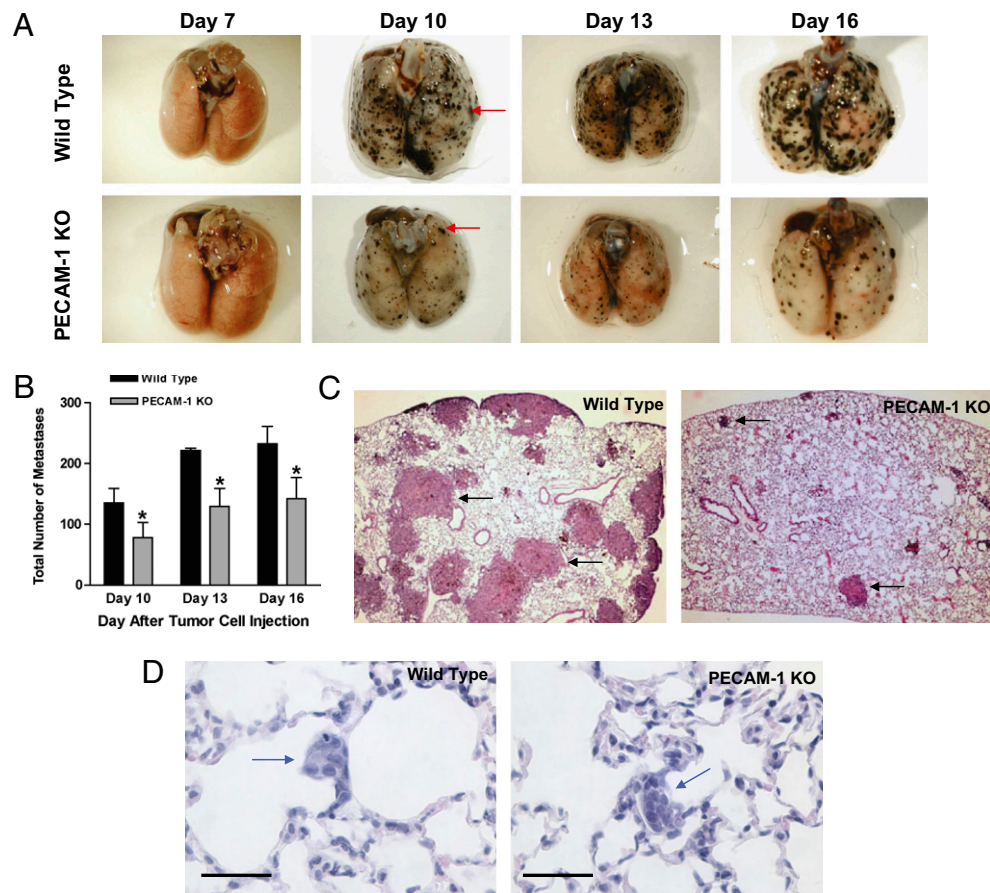 A
Day 7
Day 10
Day 13
Day 16
Wild Type
PECAM-1 KO
B
Wild Type
PECAM-1 KO
300
200
100
0
Total Number of Metastases
*
*
*
Day 10
Day 13
Day 16
Day After Tumor Cell Injection
C
Wild Type
PECAM-1 KO
D
Wild Type
PECAM-1 KO